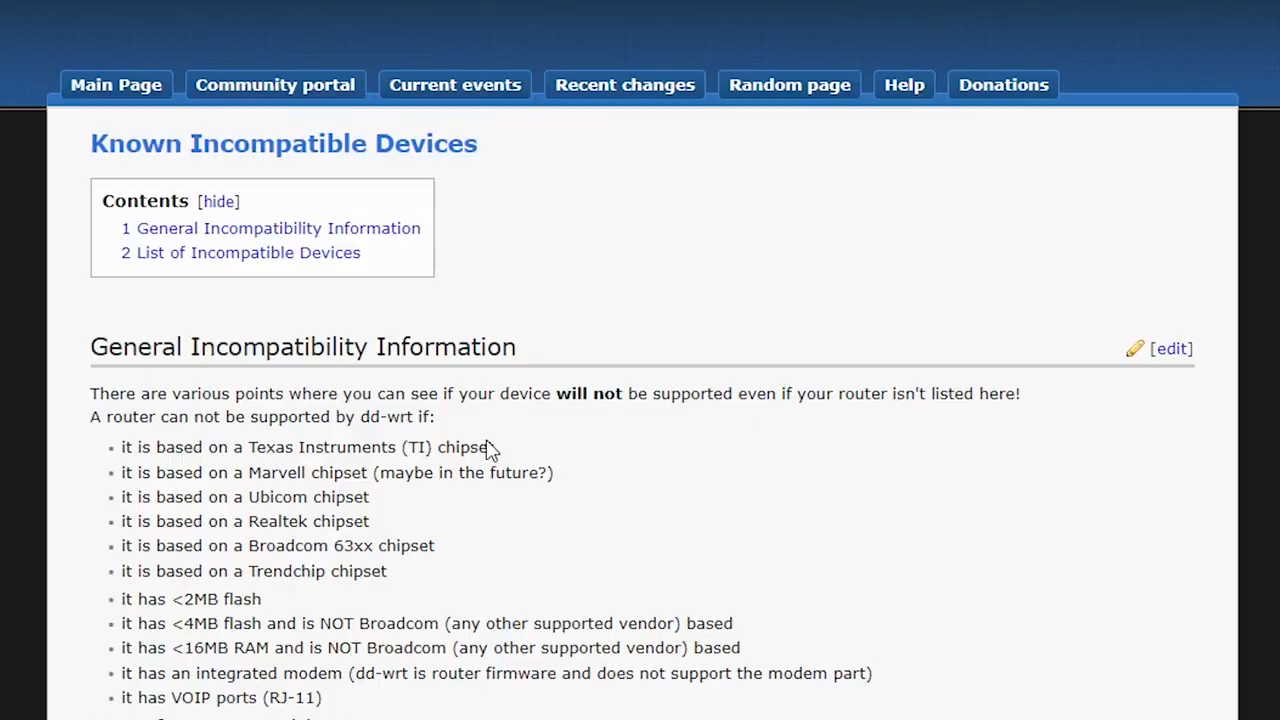 Main Page
Community portal
Current events
Recent changes
Random page
Help
Donations
Known Incompatible Devices
Contents [hide]
1 General Incompatibility Information
2 List of Incompatible Devices
General Incompatibility Information
[edit]
There are various points where you can see if your device will not be supported even if your router isn't listed here!
A router can not be supported by dd-wrt if:
it is based on a Texas Instruments (TI) chipse
it is based on a Marvell chipset (maybe in the future?)
it is based on a Ubicom chipset
it is based on a Realtek chipset
it is based on a Broadcom 63xx chipset
it is based on a Trendchip chipset
it has <2MB flash
it has <4MB flash and is NOT Broadcom (any other supported vendor) based
it has <16MB RAM and is NOT Broadcom (any other supported vendor) based
it has an integrated modem (dd-wrt is router firmware and does not support the modem part)
it has VOIP ports (RJ-11)